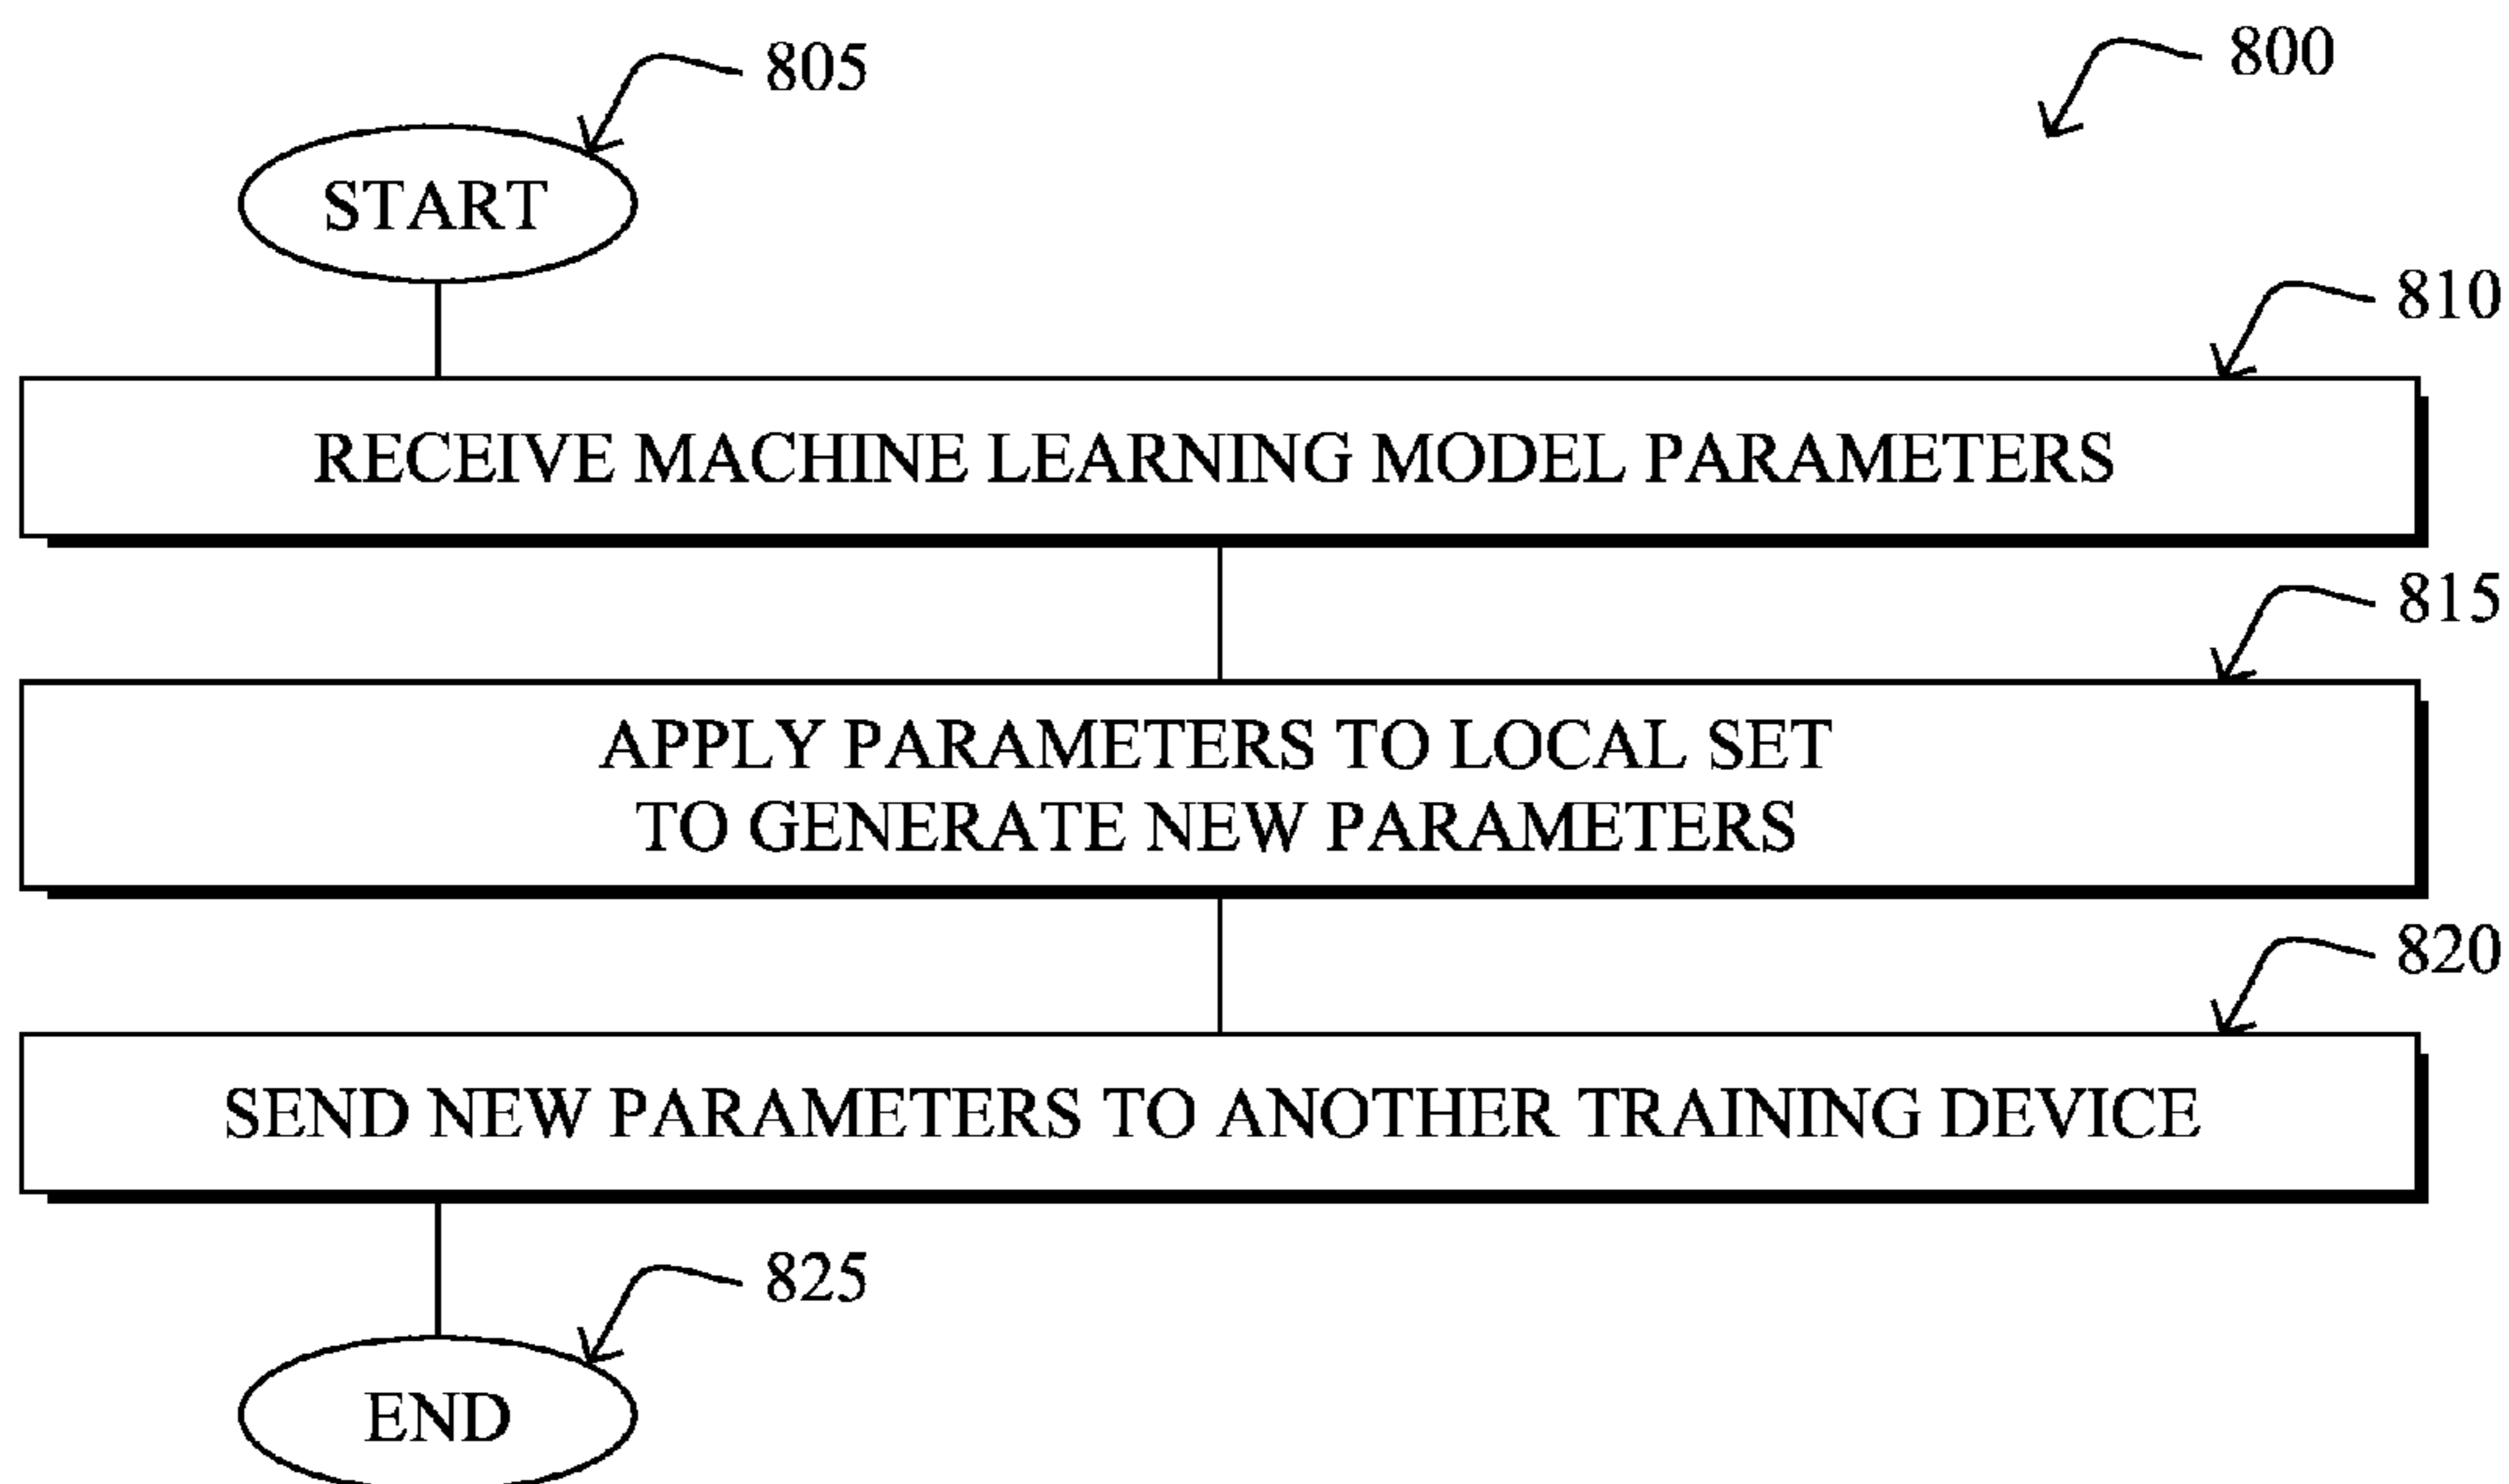 805
800
START
810
RECEIVE MACHINE LEARNING MODEL PARAMETERS
815
APPLY PARAMETERS TO LOCAL SET
TO GENERATE NEW PARAMETERS
820
SEND NEW PARAMETERS TO ANOTHER TRAINING DEVICE
825
END